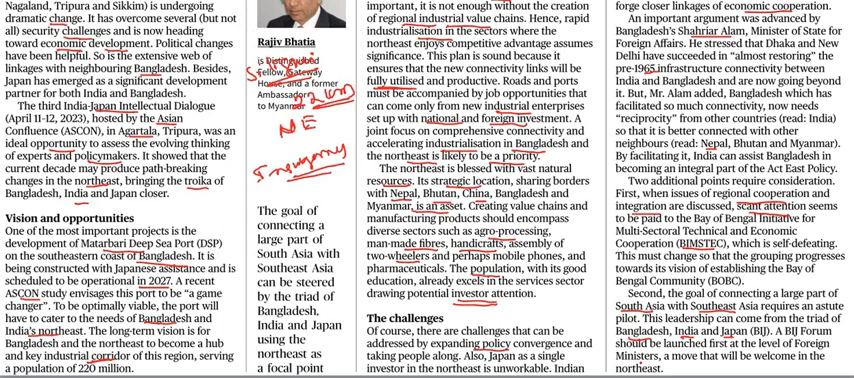 Nagaland, Tripura and Sikkim) is undergoing
dramatic change. It has overcome several (but not
all) security challenges and is now heading
toward economic development. Political changes
have been helpful. So is the extensive web of
linkages with neighbouring Bangladesh. Besides,
Japan has emerged as a significant development
partner for both India and Bangladesh.
The third India-Japan Intellectual Dialogue
(April 11-12, 2023), hosted by the Asian
Confluence (ASCON), in Agartala, Tripura, was an
ideal opportunity to assess the evolving thinking
of experts and policymakers. It showed that the
current decade may produce path-breaking
changes in the northeast, bringing the troika of
Bangladesh, India and Japan closer.
Vision and opportunities
One of the most important projects is the
development of Matarbari Deep Sea Port (DSP)
on the southeastern coast of Bangladesh. It is
being constructed with Japanese assistance and is
scheduled to be operational in 2027. A recent
ASCON study envisages this port to be “a game
changer”. To be optimally viable, the port will
have to cater to the needs of Bangladesh and
India's northeast. The long-term vision is for
Bangladesh and the northeast to become a hub
and key industrial corridor of this region, serving
a population of 220 million.
Rajiv Bhatia
is Distinguished
Fellow, Gateway
House, and a former
Ambassador
to Myanmar
22 km
NE
Insurgency
The goal of
connecting a
large part of
South Asia with
Southeast Asia
can be steered
by the triad of
Bangladesh,
India and Japan
using the
northeast as
a focal point
important, it is not enough without the creation
of regional industrial value chains. Hence, rapid
industrialisation in the sectors where the
northeast enjoys competitive advantage assumes
significance. This plan is sound because it
ensures that the new connectivity links will be
fully utilised and productive. Roads and ports
must be accompanied by job opportunities that
can come only from new industrial enterprises
set up with national and foreign investment. A
joint focus on comprehensive connectivity and
accelerating industrialisation in Bangladesh and
the northeast is likely to be a priority.
The northeast is blessed with vast natural
resources. Its strategic location, sharing borders
with Nepal, Bhutan, China, Bangladesh and
Myanmar, is an asset. Creating value chains and
manufacturing products should encompass
diverse sectors such as agro-processing,
man-made fibres, handicrafts, assembly of
two-wheelers and perhaps mobile phones, and
pharmaceuticals. The population, with its good
education, already excels in the services sector
drawing potential investor attention.
The challenges
Of course, there are challenges that can be
addressed by expanding policy convergence and
taking people along. Also, Japan as a single
investor in the northeast is unworkable. Indian
forge closer linkages of economic cooperation.
An important argument was advanced by
Bangladesh's Shahriar Alam, Minister of State for
Foreign Affairs. He stressed that Dhaka and New
Delhi have succeeded in “almost restoring” the
pre-1965 infrastructure connectivity between
India and Bangladesh and are now going beyond
it. But, Mr. Alam added, Bangladesh which has
facilitated so much connectivity, now needs
“reciprocity” from other countries (read: India)
so that it is better connected with other
neighbours (read: Nepal, Bhutan and Myanmar).
By facilitating it, India can assist Bangladesh in
becoming an integral part of the Act East Policy.
Two additional points require consideration.
First, when issues of regional cooperation and
integration are discussed, scant attention seems
to be paid to the Bay of Bengal Initiative for
Multi-Sectoral Technical and Economic
Cooperation (BIMSTEC), which is self-defeating.
This must change so that the grouping progresses
towards its vision of establishing the Bay of
Bengal Community (BOBC).
Second, the goal of connecting a large part of
South Asia with Southeast Asia requires an astute
pilot. This leadership can come from the triad of
Bangladesh, India and Japan (BIJ). A BIJ Forum
should be launched first at the level of Foreign
Ministers, a move that will be welcome in the
northeast.